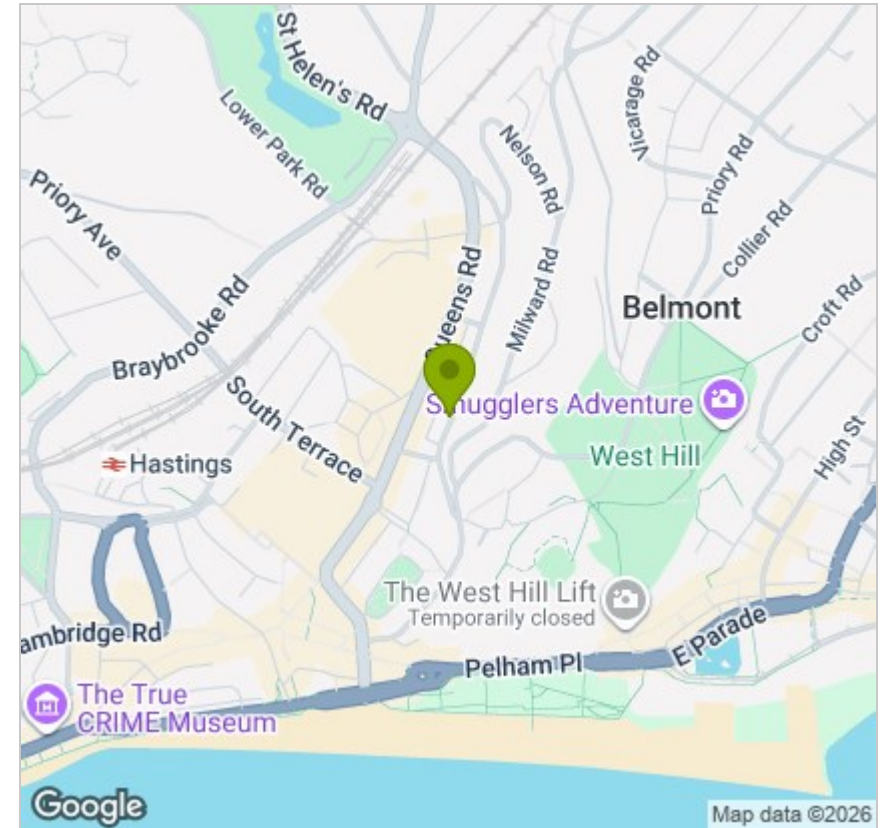 St Helen's Rd
Lower Park Rd
Nelson Rd
Vicarage Rd
Priory Rd
Collier Rd
Priory Ave
Queens Rd
Milward Rd
Belmont
Croft Rd
Braybrooke Rd
South Terrace
Smugglers Adventure
West Hill
High St
Hastings
The West Hill Lift
Temporarily closed
ambridge Rd
Pelham Pl
E Parade
The True
CRIME Museum
Google
Map data ©2026